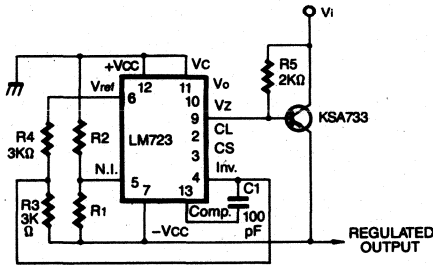 Vi
+VCC
VC
R5
2KΩ
Vref
12
11
Vo
6
10
VZ
9
KSA733
R4
3KΩ
R2
LM723
CL
2
CS
3
N.I.
Inv.
5
7
13
4
C1
R3
3K
Ω
R1
Comp.
100
pF
−VCC
REGULATED
OUTPUT